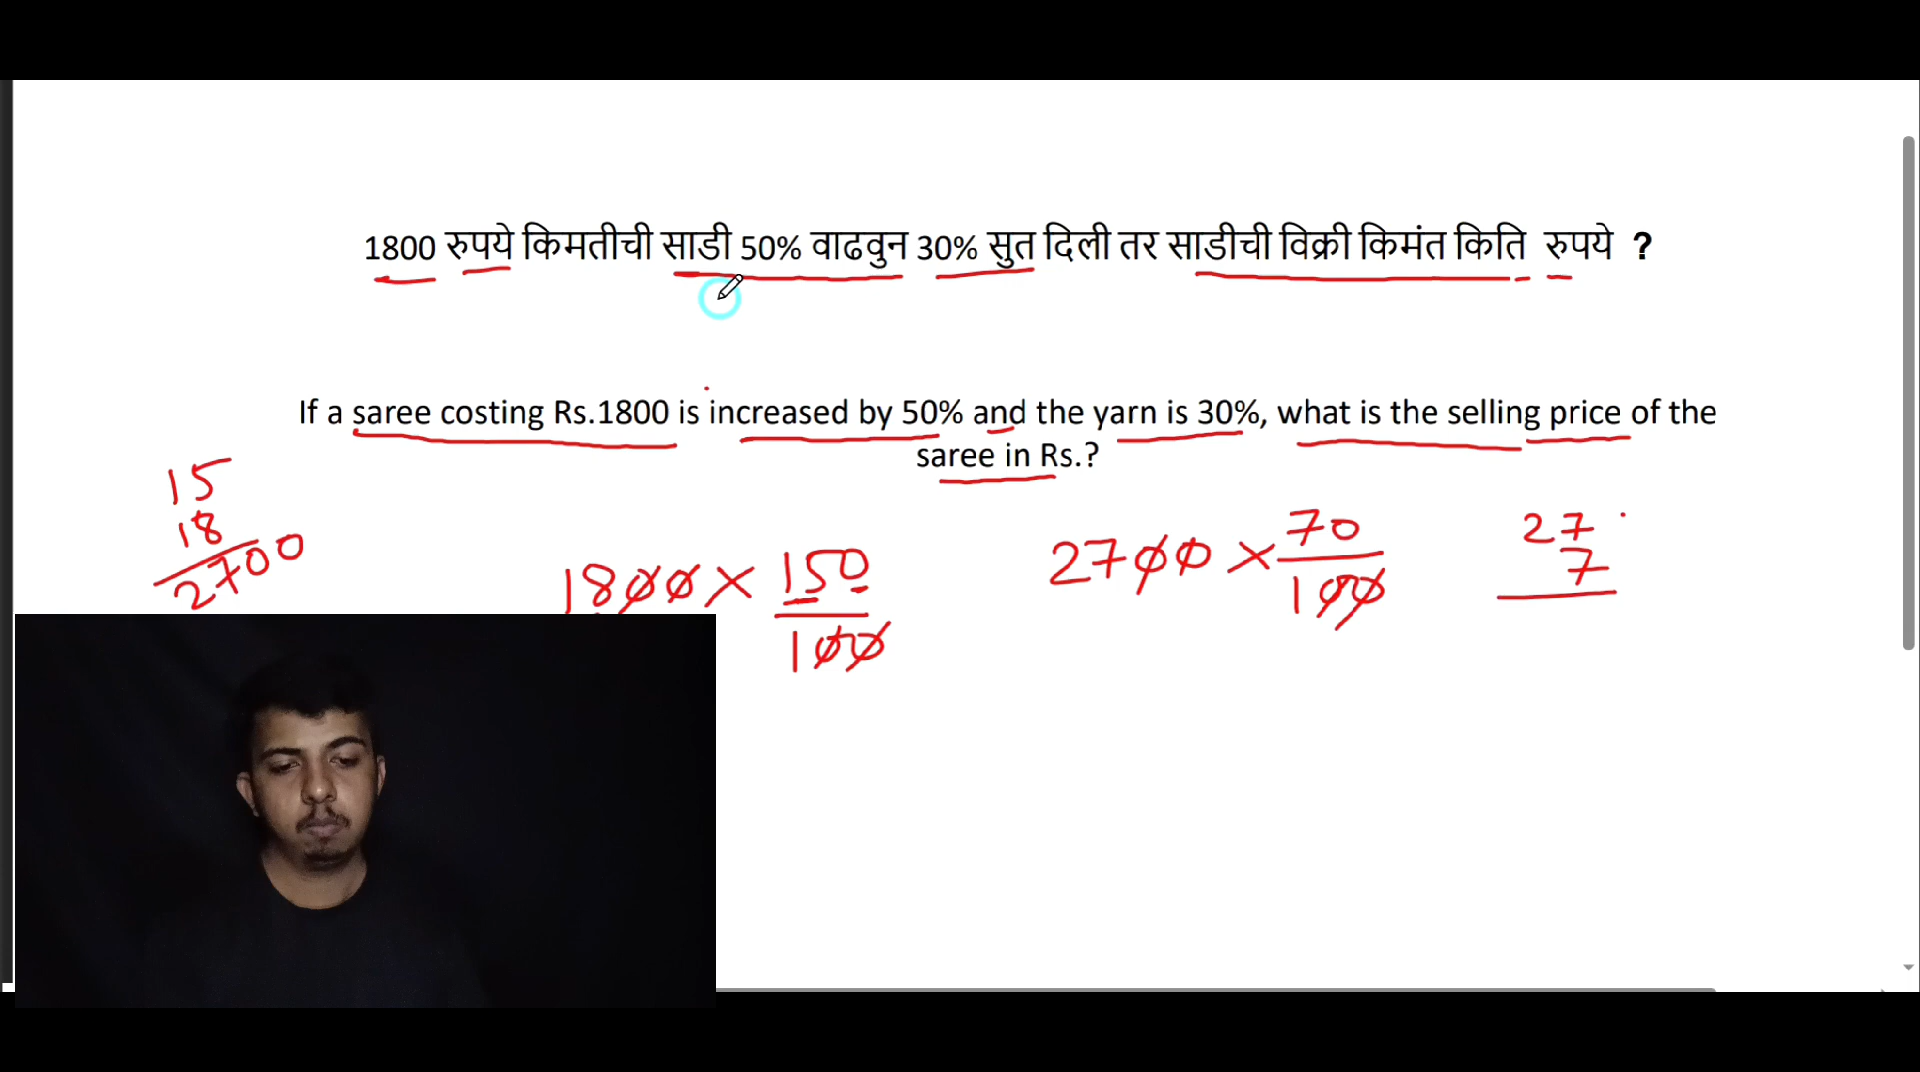 1800 रुपये किमतीची साडी 50% वाढवुन 30% सुत दिली तर साडीची विक्री किमंत किति रुपये ?
If a saree costing Rs.1800 is increased by 50% and the yarn is 30%, what is the selling price of the
saree in Rs.?
15
18
2700
1800 × 150
100
2700 × 70
100
27
7